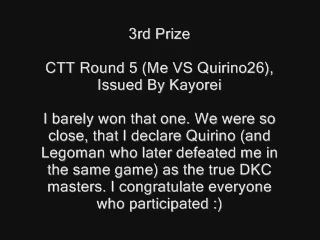 3rd Prize
CTT Round 5 (Me VS Quirino26),
Issued By Kayorei
I barely won that one. We were so
close, that I declare Quirino (and
Legoman who later defeated me in
the same game) as the true DKC
masters. I congratulate everyone
who participated :)